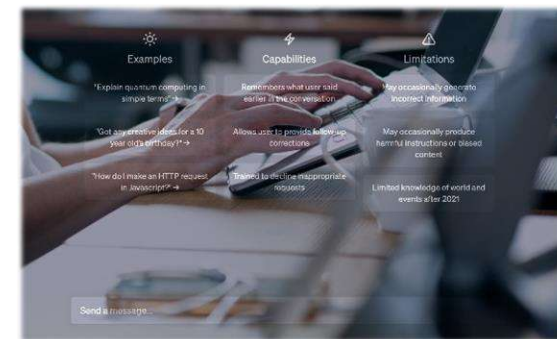 Examples
Capabilities
Limitations
"Explain quantum computing in
simple terms" →
Remembers what user said
earlier in the conversation
May occasionally generate
incorrect information
"Got any creative ideas for a 10
year old's birthday?" →
Allows user to provide follow-up
corrections
May occasionally produce
harmful instructions or biased
content
"How do I make an HTTP request
in Javascript?" →
Trained to decline inappropriate
requests
Limited knowledge of world and
events after 2021
Send a message...